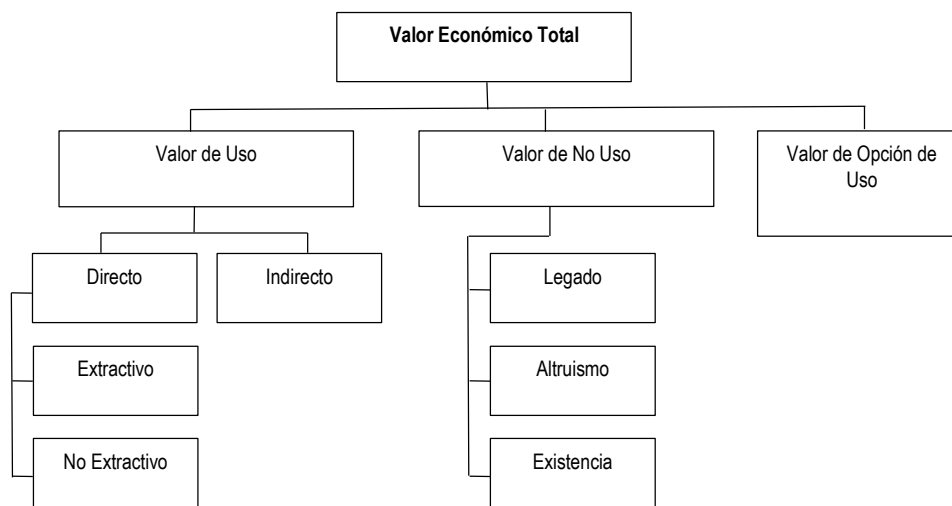 Valor Económico Total
Valor de Uso
Valor de No Uso
Valor de Opción de
Uso
Directo
Indirecto
Legado
Extractivo
Altruismo
No Extractivo
Existencia